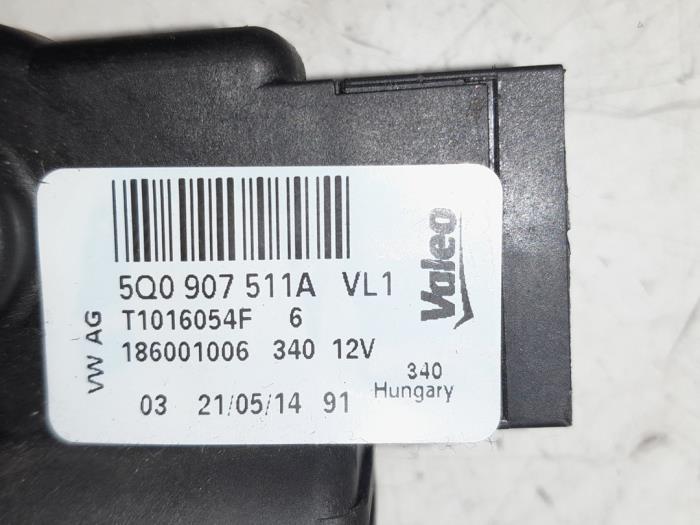 5Q0 907 511A VL1
T1016054F 6
186001006 340 12V
03 21/05/14 91
VW AG
Valeo
340
Hungary